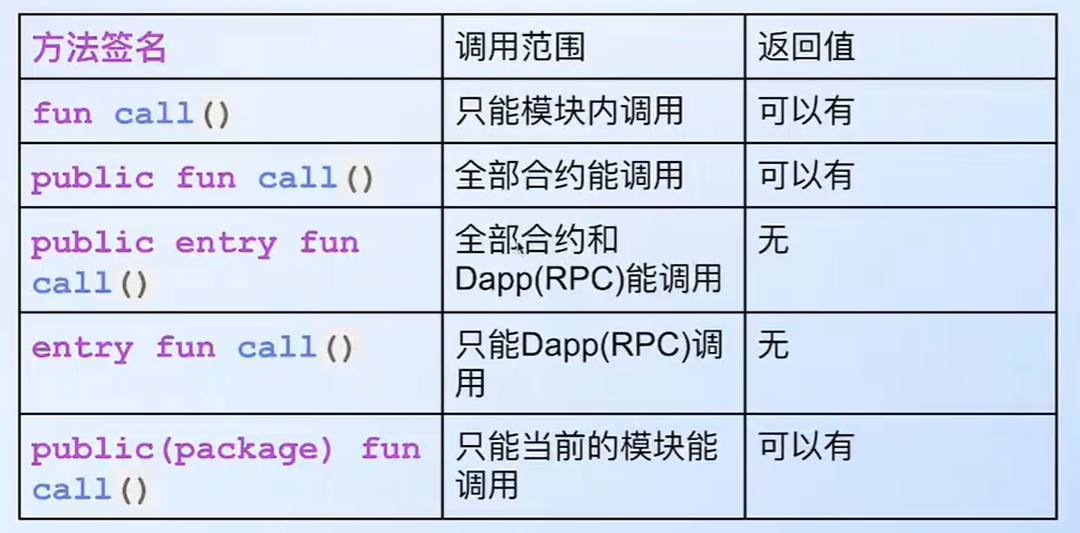 方法签名 调用范围 返回值
fun call() 只能模块内调用 可以有
public fun call() 全部合约能调用 可以有
public entry fun
call()
全部合约和
Dapp(RPC)能调用
无
entry fun call()
只能Dapp(RPC)调
用
无
public(package) fun
call()
只能当前的模块能
调用
可以有